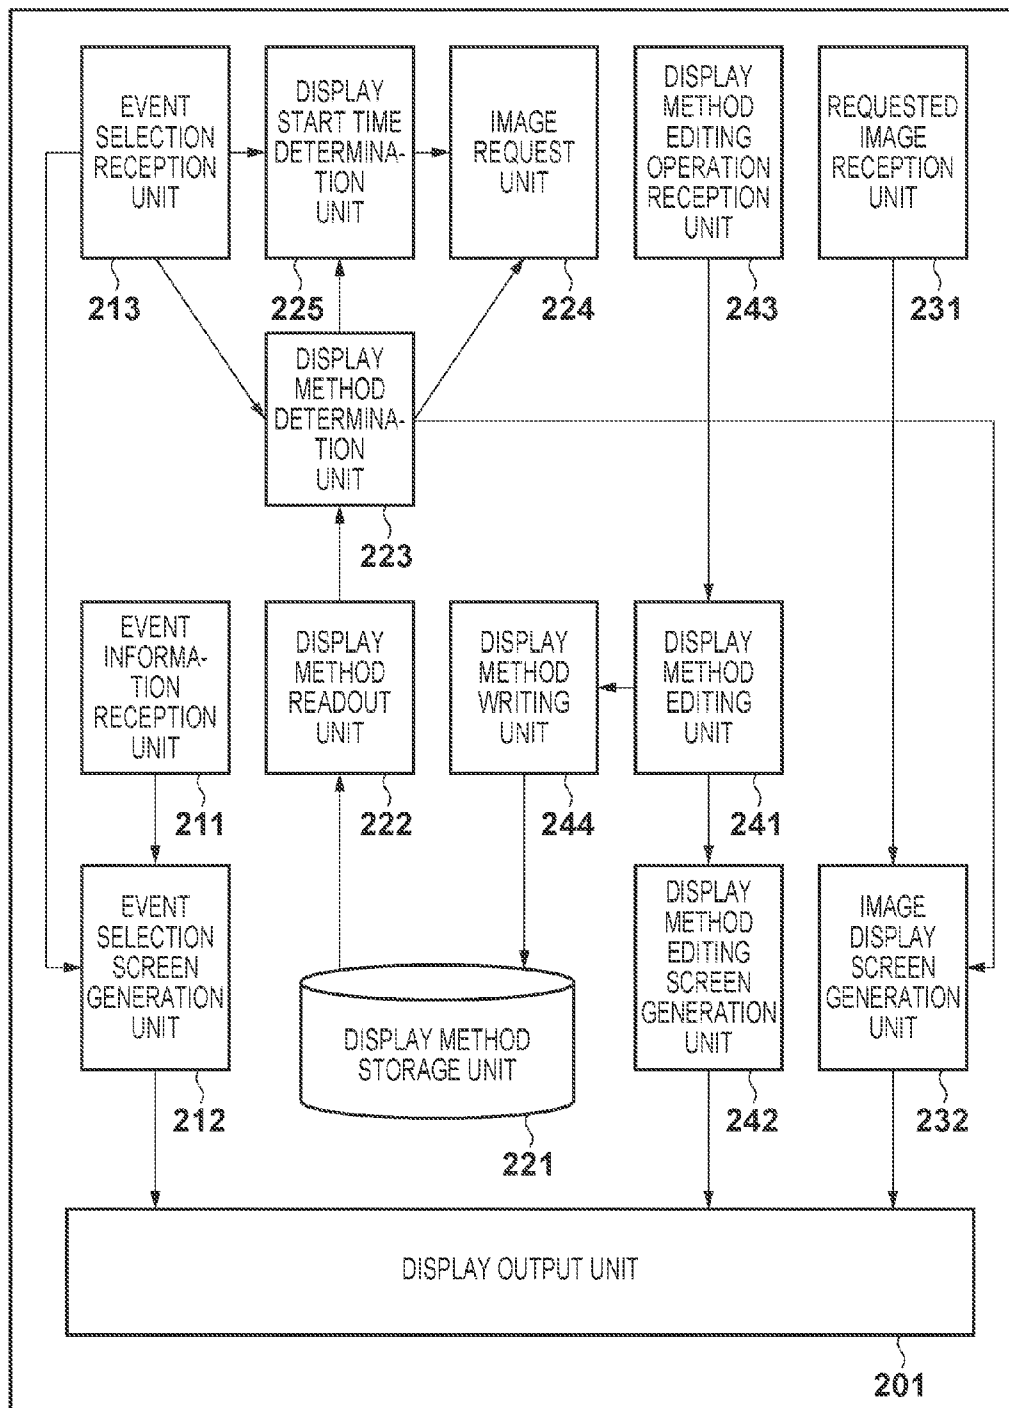 EVENT
SELECTION
RECEPTION
UNIT
213
DISPLAY
START TIME
DETERMINA-
TION
UNIT
225
IMAGE
REQUEST
UNIT
224
DISPLAY
METHOD
EDITING
OPERATION
RECEPTION
UNIT
243
REQUESTED
IMAGE
RECEPTION
UNIT
231
DISPLAY
METHOD
DETERMINA-
TION
UNIT
223
EVENT
INFORMA-
TION
RECEPTION
UNIT
211
DISPLAY
METHOD
READOUT
UNIT
222
DISPLAY
METHOD
WRITING
UNIT
244
DISPLAY
METHOD
EDITING
UNIT
241
EVENT
SELECTION
SCREEN
GENERATION
UNIT
212
DISPLAY METHOD
STORAGE UNIT
221
DISPLAY
METHOD
EDITING
SCREEN
GENERATION
UNIT
242
IMAGE
DISPLAY
SCREEN
GENERATION
UNIT
232
DISPLAY OUTPUT UNIT
201